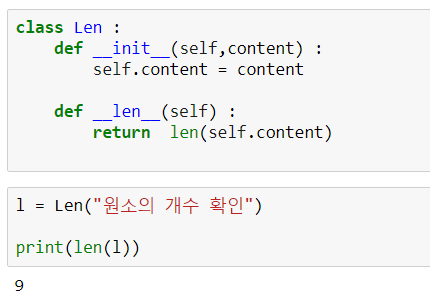 class Len :
    def __init__(self,content) :
        self.content = content
    def __len__(self) :
        return  len(self.content)
l = Len("원소의 개수 확인")
print(len(l))
9